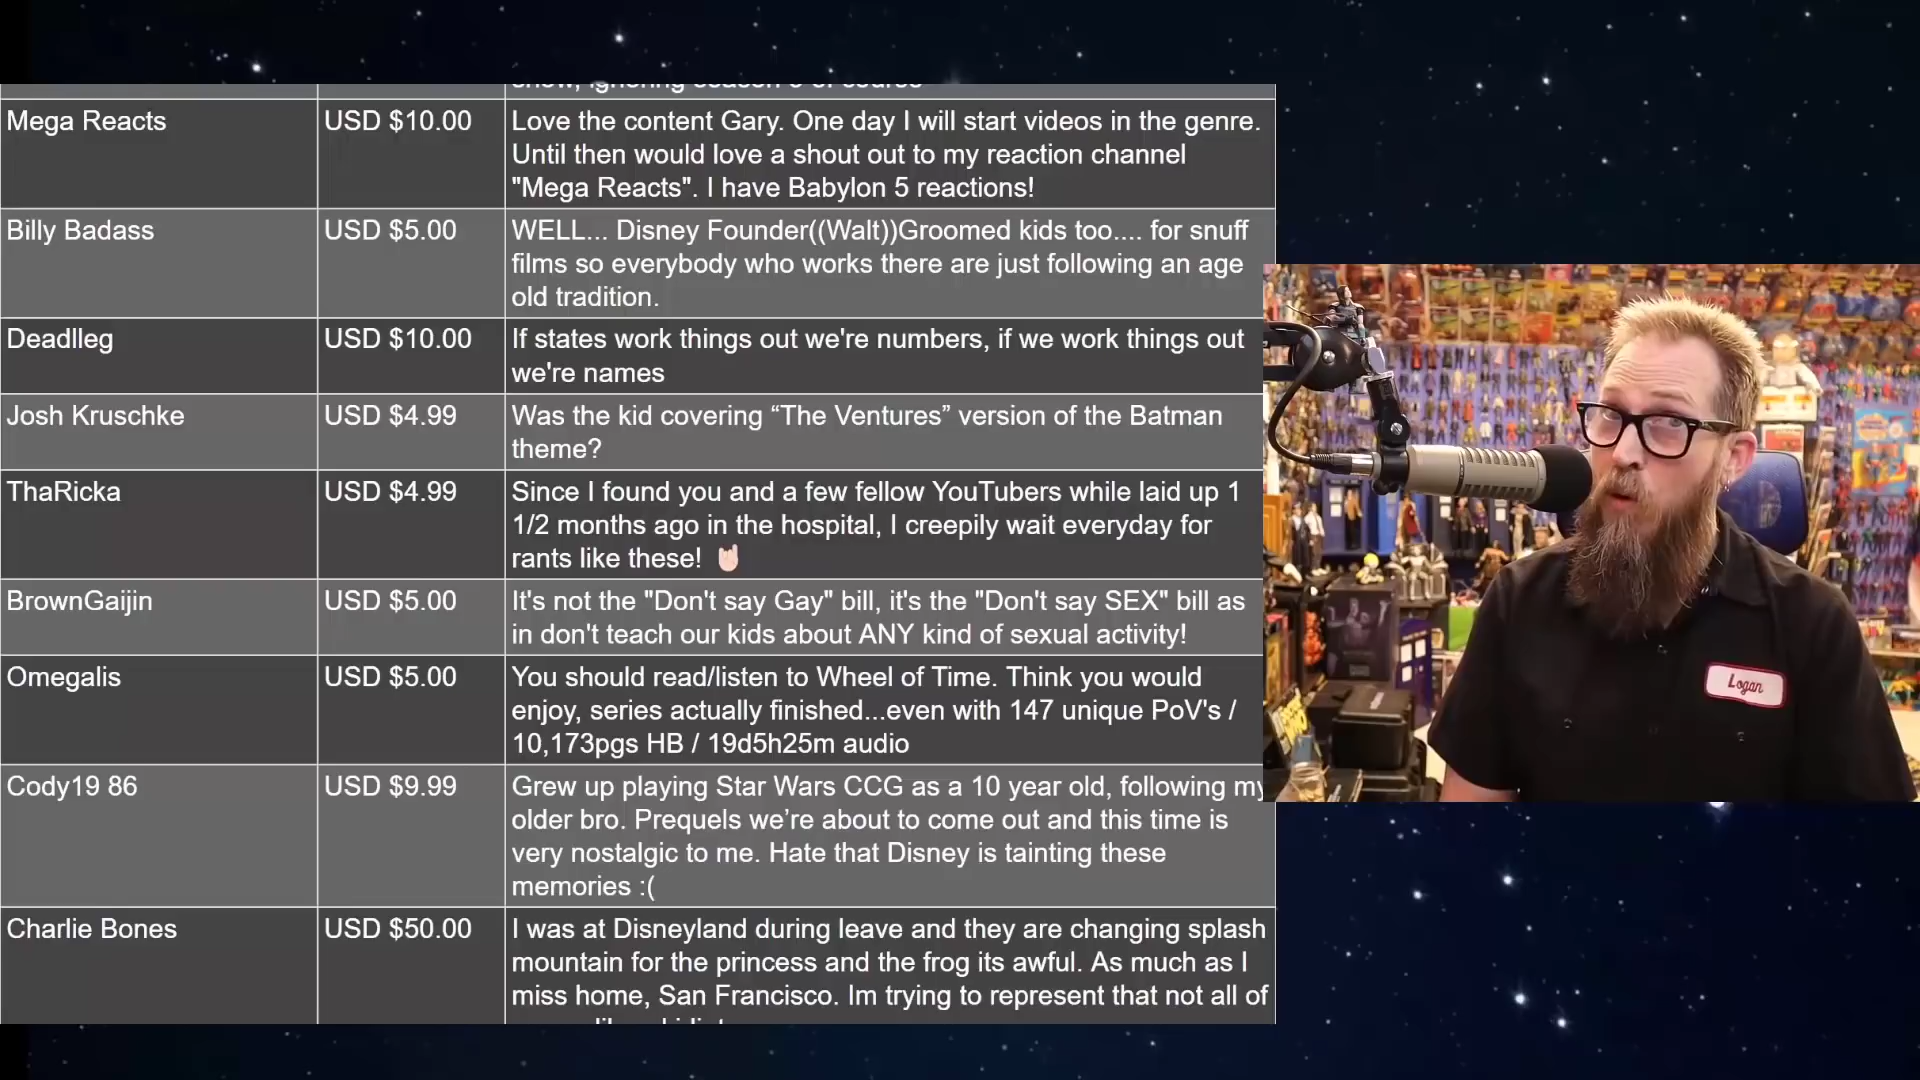 show, ignoring season 5 of course
Mega Reacts
USD $10.00
Love the content Gary. One day I will start videos in the genre.
Until then would love a shout out to my reaction channel
"Mega Reacts". I have Babylon 5 reactions!
Billy Badass
USD $5.00
WELL... Disney Founder((Walt))Groomed kids too.... for snuff
films so everybody who works there are just following an age
old tradition.
Deadlleg
USD $10.00
If states work things out we're numbers, if we work things out
we're names
Josh Kruschke
USD $4.99
Was the kid covering “The Ventures” version of the Batman
theme?
ThaRicka
USD $4.99
Since I found you and a few fellow YouTubers while laid up 1
1/2 months ago in the hospital, I creepily wait everyday for
rants like these! 🤘🏻
BrownGaijin
USD $5.00
It's not the "Don't say Gay" bill, it's the "Don't say SEX" bill as
in don't teach our kids about ANY kind of sexual activity!
Omegalis
USD $5.00
You should read/listen to Wheel of Time. Think you would
enjoy, series actually finished...even with 147 unique PoV's /
10,173pgs HB / 19d5h25m audio
Cody19 86
USD $9.99
Grew up playing Star Wars CCG as a 10 year old, following my
older bro. Prequels we’re about to come out and this time is
very nostalgic to me. Hate that Disney is tainting these
memories :(
Charlie Bones
USD $50.00
I was at Disneyland during leave and they are changing splash
mountain for the princess and the frog its awful. As much as I
miss home, San Francisco. Im trying to represent that not all of
Logan